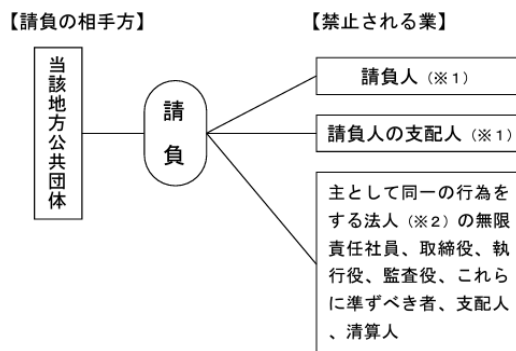 【請負の相手方】
【禁止される業】
当該地方公共団体
請負
請負人（※１）
請負人の支配人（※１）
主として同一の行為を
する法人（※２）の無限
責任社員、取締役、執
行役、監査役、これら
に準ずべき者、支配人
、清算人